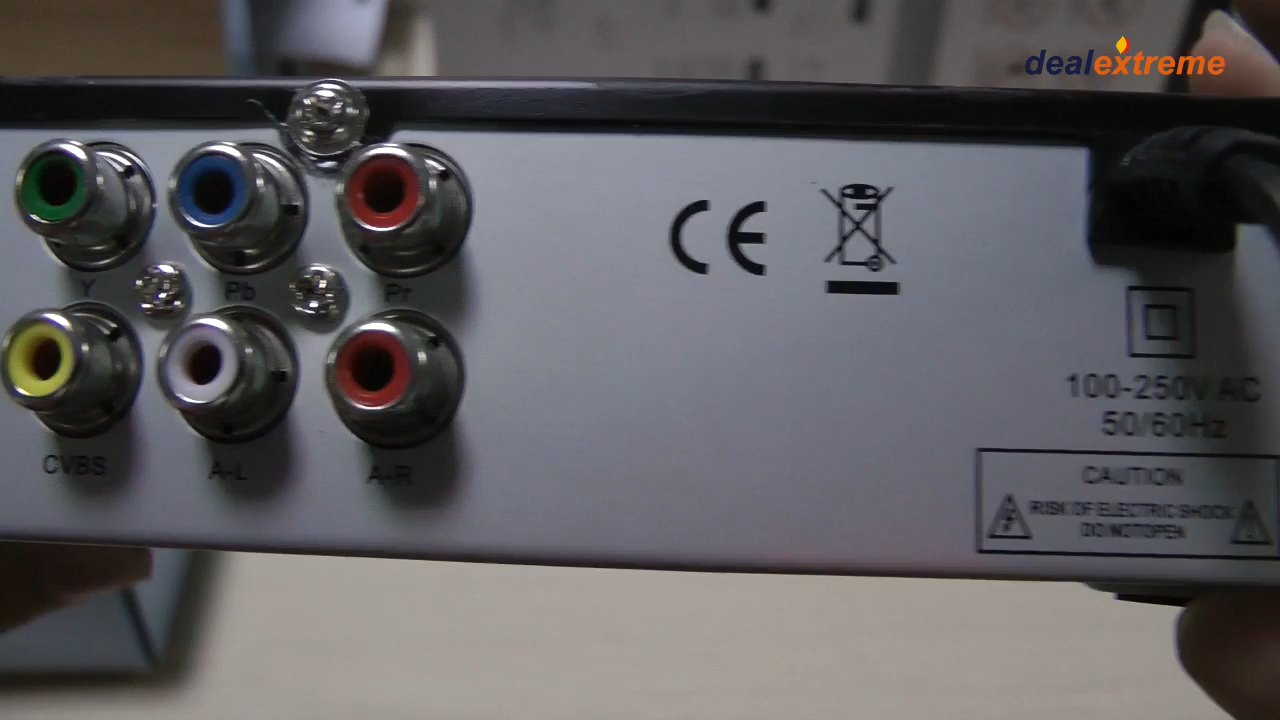 dealextreme
Y
Pb
Pr
CE
100-250V AC
50/60Hz
CVBS
A-L
A-R
CAUTION
RISK OF ELECTRIC SHOCK
DO NOT OPEN